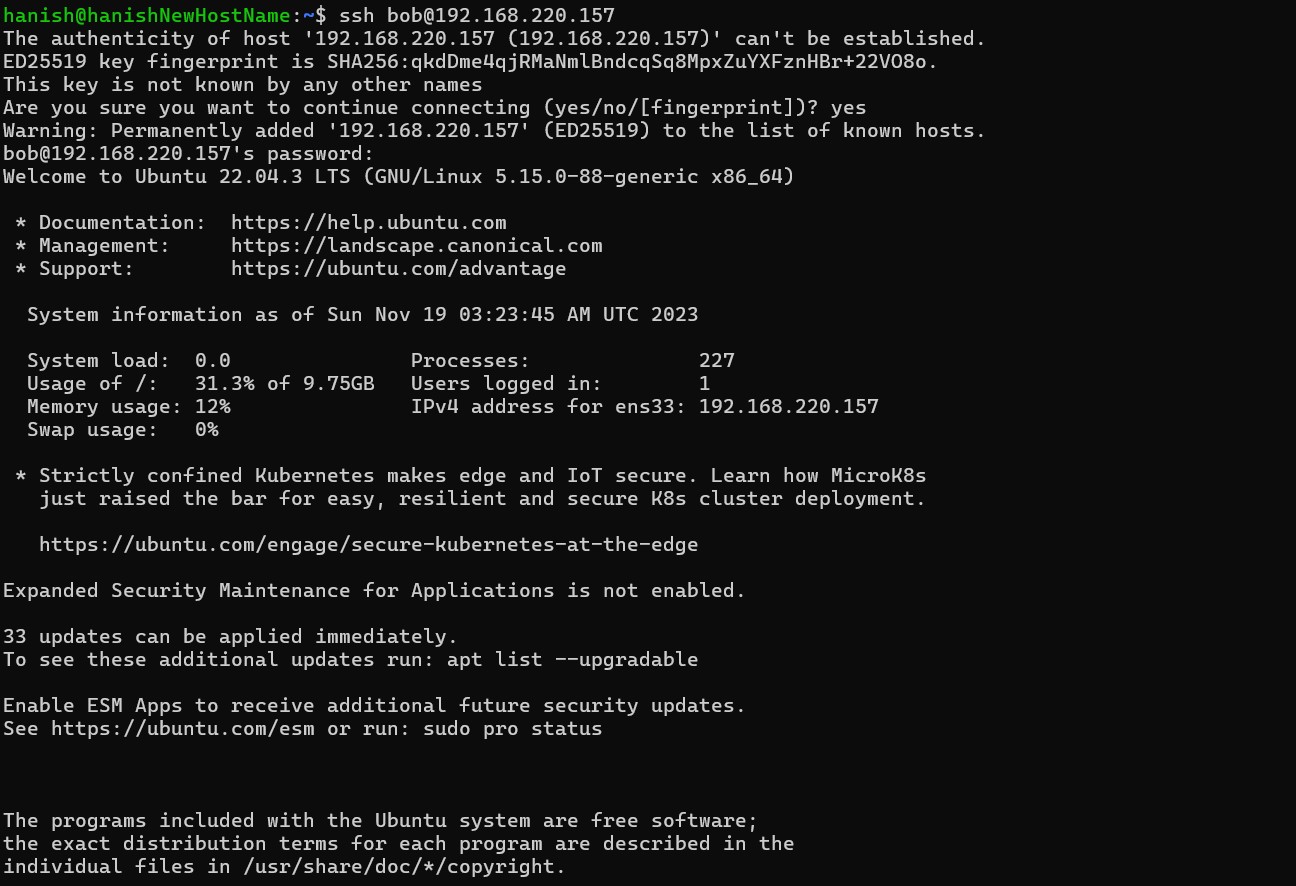 hanish@hanishNewHostName:~$ ssh bob@192.168.220.157
The authenticity of host '192.168.220.157 (192.168.220.157)' can't be established.
ED25519 key fingerprint is SHA256:qkdDme4qjRMaNmlBndcqSq8MpxZuYXFznHBr+22VO8o.
This key is not known by any other names
Are you sure you want to continue connecting (yes/no/[fingerprint])? yes
Warning: Permanently added '192.168.220.157' (ED25519) to the list of known hosts.
bob@192.168.220.157's password:
Welcome to Ubuntu 22.04.3 LTS (GNU/Linux 5.15.0-88-generic x86_64)

 * Documentation:  https://help.ubuntu.com
 * Management:     https://landscape.canonical.com
 * Support:        https://ubuntu.com/advantage

  System information as of Sun Nov 19 03:23:45 AM UTC 2023

  System load:  0.0               Processes:              227
  Usage of /:   31.3% of 9.75GB   Users logged in:        1
  Memory usage: 12%               IPv4 address for ens33: 192.168.220.157
  Swap usage:   0%

 * Strictly confined Kubernetes makes edge and IoT secure. Learn how MicroK8s
   just raised the bar for easy, resilient and secure K8s cluster deployment.

   https://ubuntu.com/engage/secure-kubernetes-at-the-edge

Expanded Security Maintenance for Applications is not enabled.

33 updates can be applied immediately.
To see these additional updates run: apt list --upgradable

Enable ESM Apps to receive additional future security updates.
See https://ubuntu.com/esm or run: sudo pro status

The programs included with the Ubuntu system are free software;
the exact distribution terms for each program are described in the
individual files in /usr/share/doc/*/copyright.